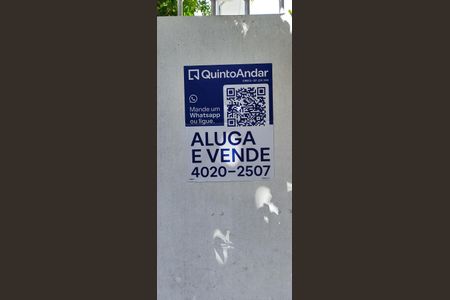 QuintoAndar
Mande um
Whatsapp
ou ligue.
ALUGA
E VENDE
4020-2507